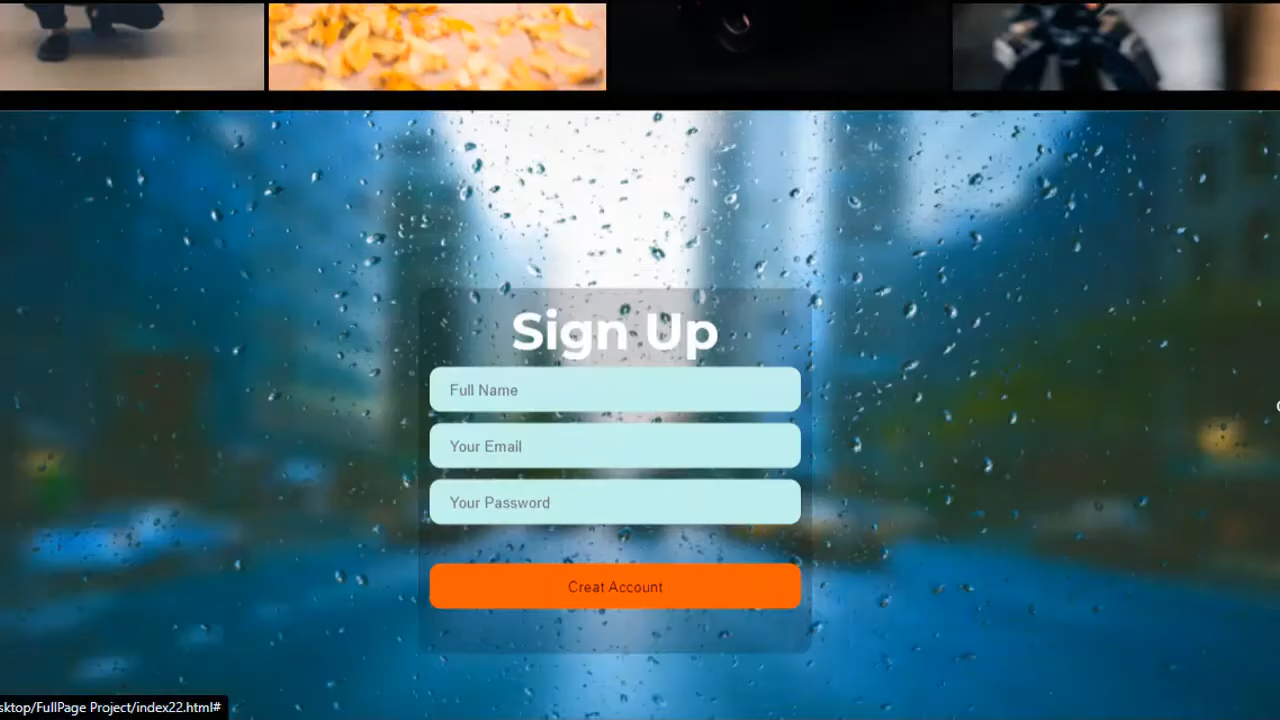 Sign Up
Full Name
Your Email
Your Password
Creat Account
sktop/FullPage Project/index22.html#